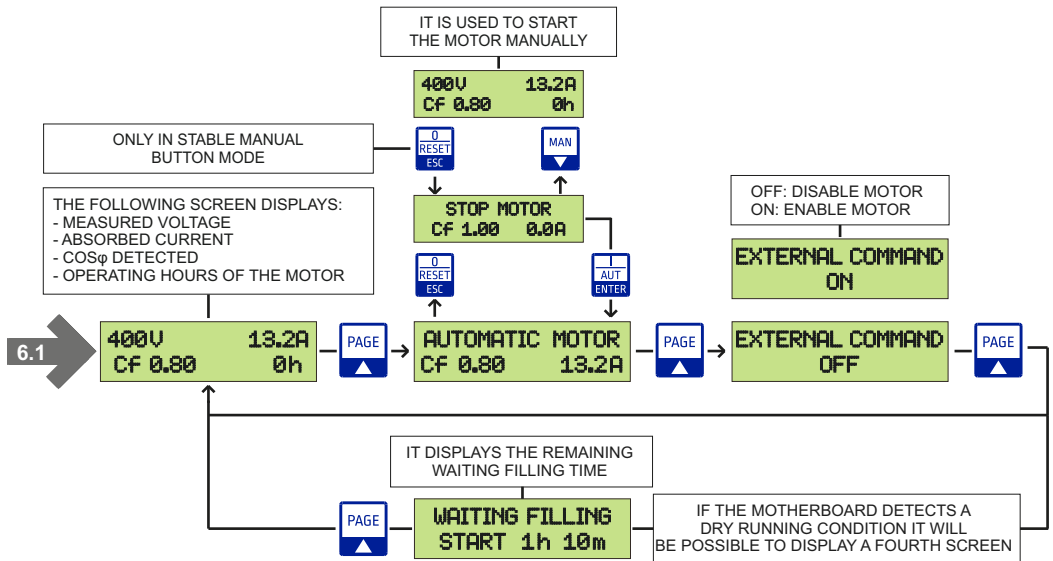 IT IS USED TO START
THE MOTOR MANUALLY
400V 13.2A
Cf 0.80 0h
ONLY IN STABLE MANUAL
BUTTON MODE
0
RESET
ESC
MAN
THE FOLLOWING SCREEN DISPLAYS:
- MEASURED VOLTAGE
- ABSORBED CURRENT
- COSφ DETECTED
- OPERATING HOURS OF THE MOTOR
STOP MOTOR
Cf 1.00 0.0A
OFF: DISABLE MOTOR
ON: ENABLE MOTOR
EXTERNAL COMMAND
ON
0
RESET
ESC
I
AUT
ENTER
6.1
400V 13.2A
Cf 0.80 0h
PAGE
AUTOMATIC MOTOR
Cf 0.80 13.2A
PAGE
EXTERNAL COMMAND
OFF
PAGE
IT DISPLAYS THE REMAINING
WAITING FILLING TIME
PAGE
WAITING FILLING
START 1h 10m
IF THE MOTHERBOARD DETECTS A
DRY RUNNING CONDITION IT WILL
BE POSSIBLE TO DISPLAY A FOURTH SCREEN